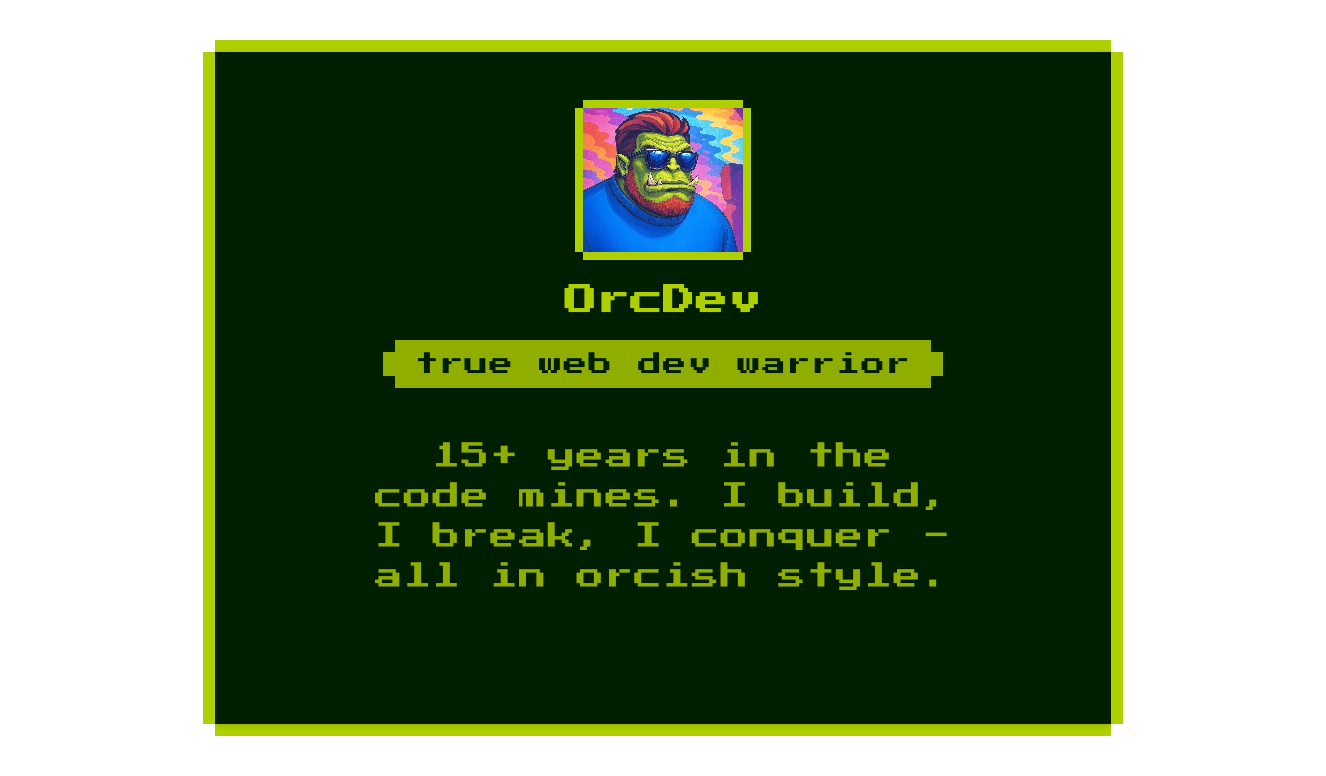 OrcDev
true web dev warrior
15+ years in the
code mines. I build,
I break, I conquer -
all in orcish style.